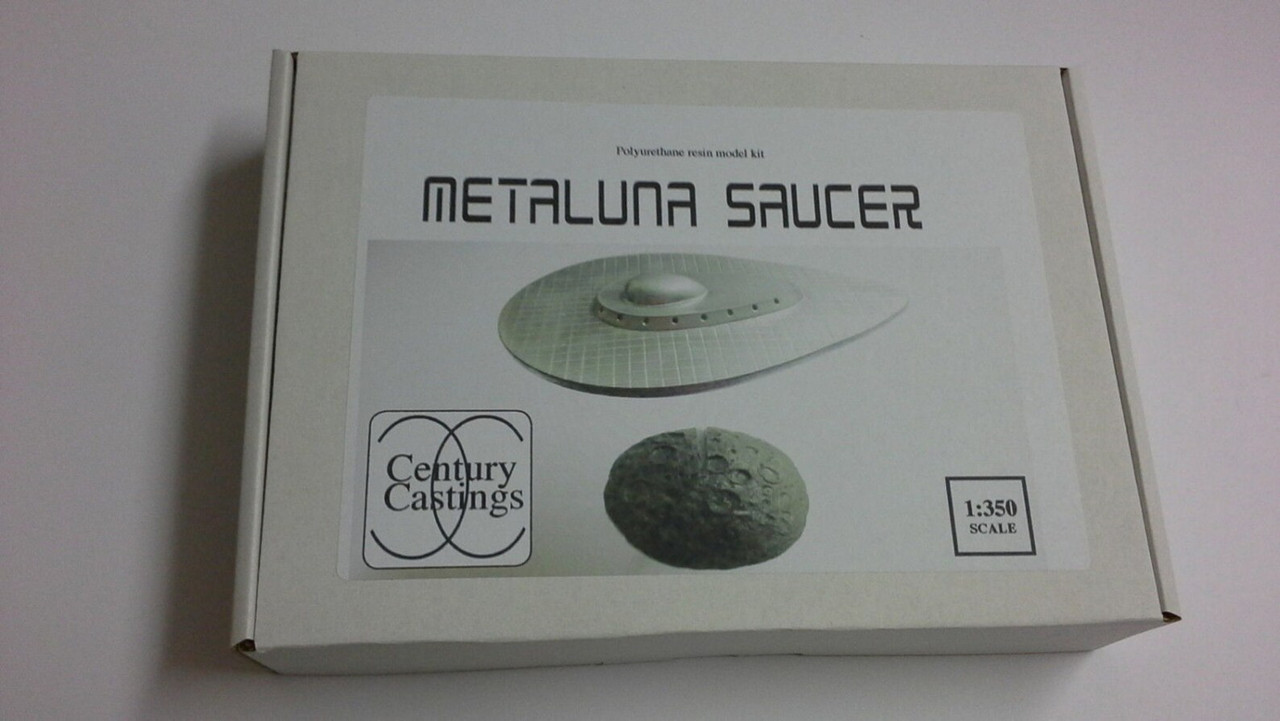 Polyurethane resin model kit
METALUNA SAUCER
Century
Castings
1:350
SCALE